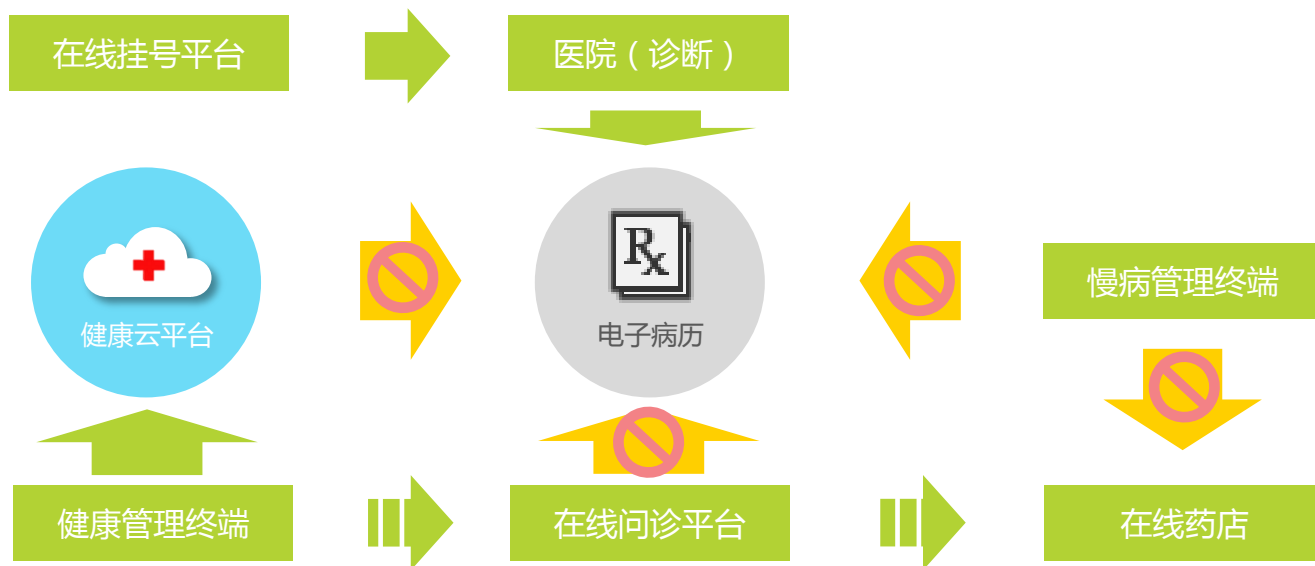 在线挂号平台
医院（诊断）
Rx
健康云平台
电子病历
慢病管理终端
健康管理终端
在线问诊平台
在线药店